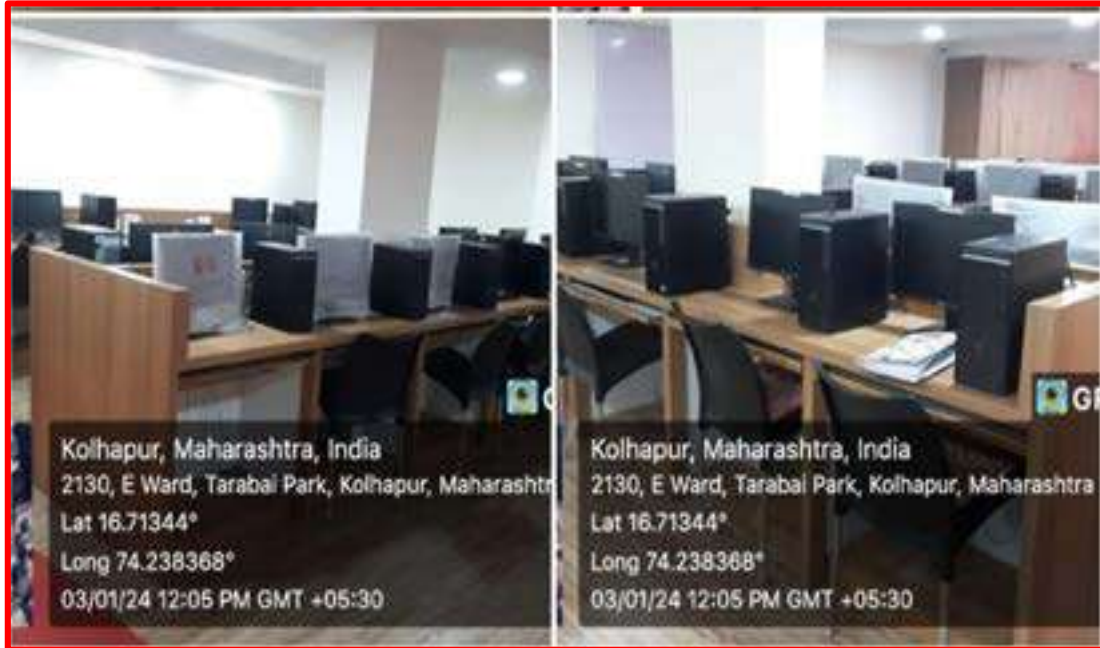 Kolhapur, Maharashtra, India
2130, E Ward, Tarabai Park, Kolhapur, Maharashtr
Lat 16.71344°
Long 74.238368°
03/01/24 12:05 PM GMT +05:30
G
Kolhapur, Maharashtra, India
2130, E Ward, Tarabai Park, Kolhapur, Maharashtra
Lat 16.71344°
Long 74.238368°
03/01/24 12:05 PM GMT +05:30